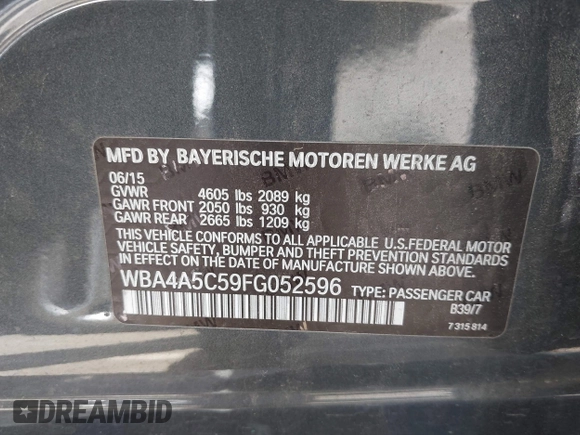 MFD BY BAYERISCHE MOTOREN WERKE AG
06/15
GVWR 4605 lbs 2089 kg
GAWR FRONT 2050 lbs 930 kg
GAWR REAR 2665 lbs 1209 kg
THIS VEHICLE CONFORMS TO ALL APPLICABLE U.S.FEDERAL MOTOR
VEHICLE SAFETY, BUMPER AND THEFT PREVENTION STANDARDS
IN EFFECT ON THE DATE OF MANUFACTURE SHOWN ABOVE.
WBA4A5C59FG052596 TYPE: PASSENGER CAR
B39/7
7 315 814
DREAMBID